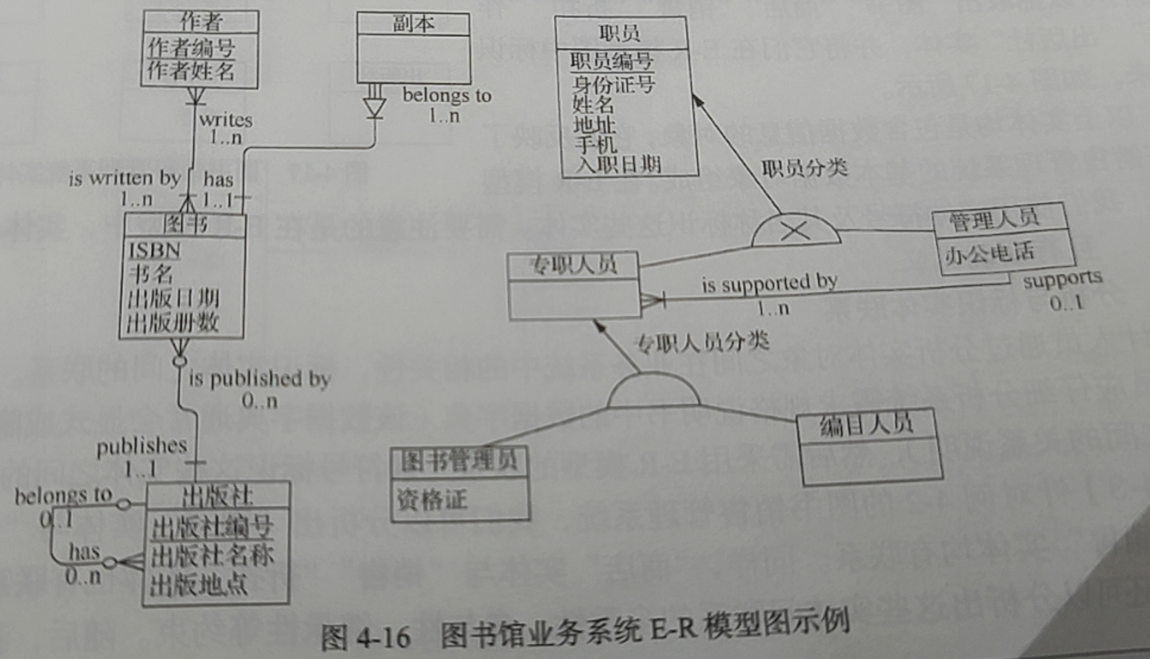 作者
作者编号
作者姓名
副本
职员
职员编号
身份证号
姓名
地址
手机
入职日期
writes
1..n
belongs to
1..n
职员分类
is written by
1..n
has
1..1
图书
ISBN
书名
出版日期
出版册数
管理人员
办公电话
专职人员
is supported by
1..n
supports
0..1
专职人员分类
is published by
0..n
图书管理员
资格证
编目人员
publishes
1..1
belongs to
0..1
has
0..n
出版社
出版社编号
出版社名称
出版地点
图 4-16 图书馆业务系统 E-R 模型图示例